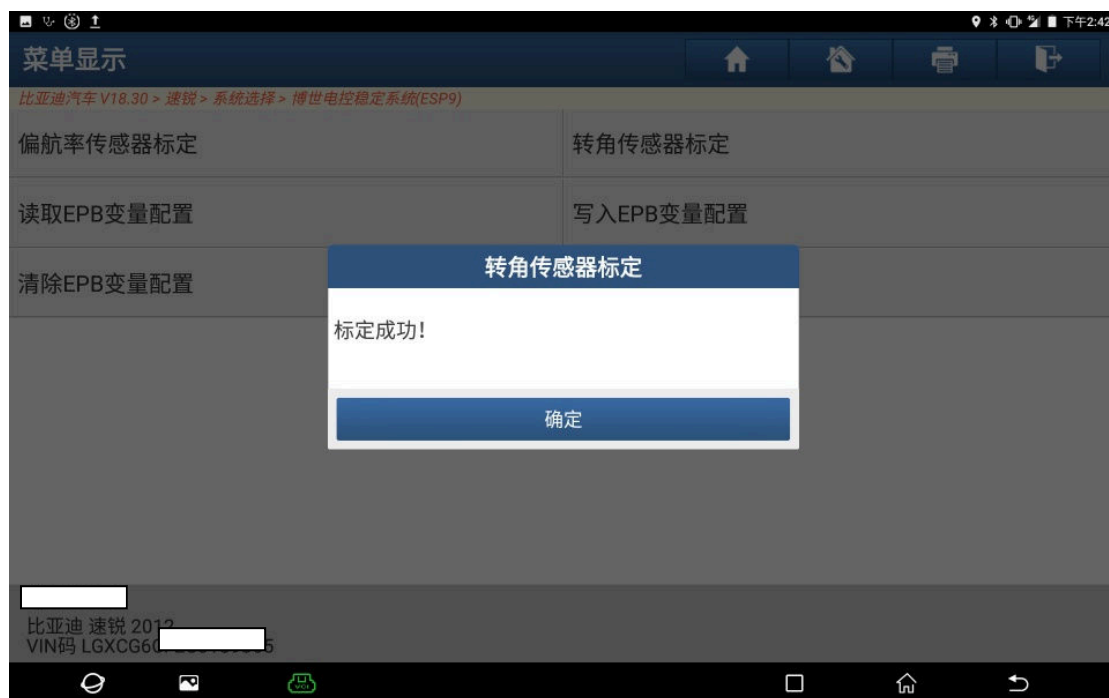 下午2:42
菜单显示
比亚迪汽车 V18.30 > 速锐 > 系统选择 > 博世电控稳定系统(ESP9)
偏航率传感器标定
转角传感器标定
读取EPB变量配置
写入EPB变量配置
清除EPB变量配置
转角传感器标定
标定成功!
确定
比亚迪 速锐 2012
VIN码 LGXCG6